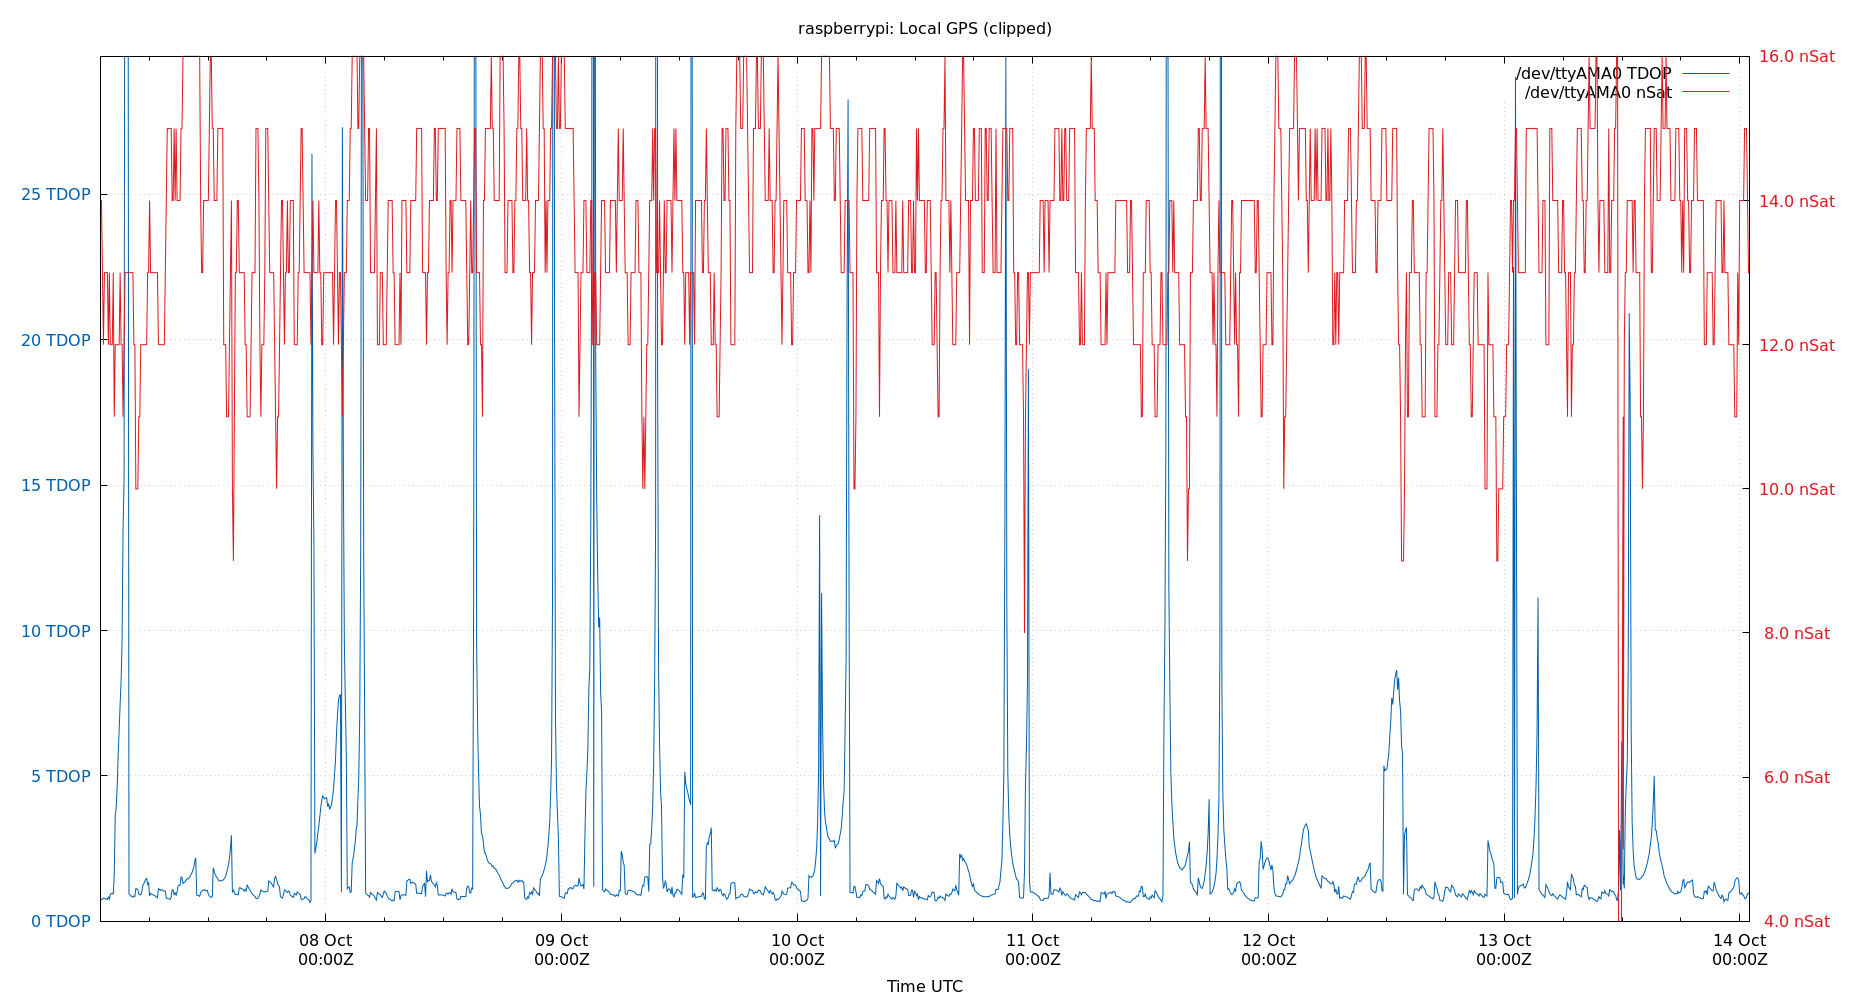 raspberrypi: Local GPS (clipped)
16.0 nSat
/dev/ttyAMA0 TDOP
/dev/ttyAMA0 nSat
25 TDOP
14.0 nSat
20 TDOP
12.0 nSat
15 TDOP
10.0 nSat
10 TDOP
8.0 nSat
5 TDOP
6.0 nSat
0 TDOP
4.0 nSat
08 Oct
00:00Z
09 Oct
00:00Z
10 Oct
00:00Z
11 Oct
00:00Z
12 Oct
00:00Z
13 Oct
00:00Z
14 Oct
00:00Z
Time UTC